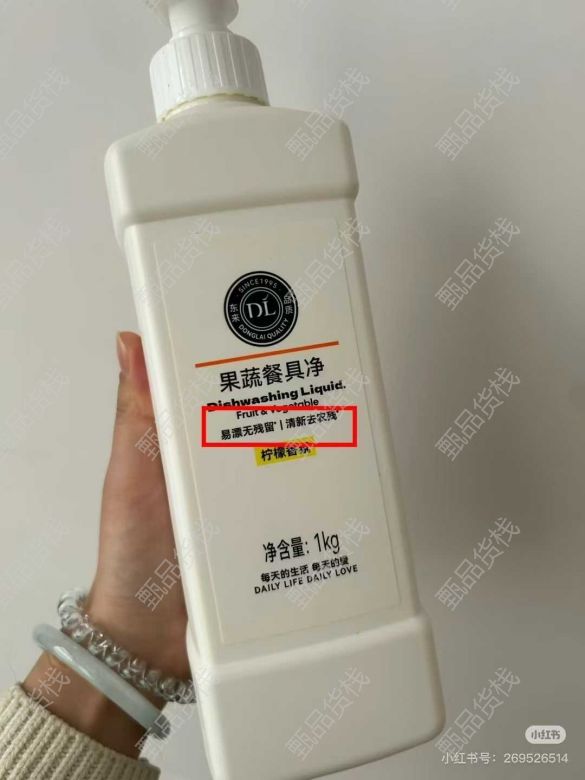 SINCE1995
东来 DL 品质
DONGLAI QUALITY
果蔬餐具净
Dishwashing Liquid.
Fruit & Vegetable
易漂无残留*|清新去农残*
柠檬香氛
净含量：1kg
每天的生活 每天的爱
DAILY LIFE DAILY LOVE
甄品货栈
小红书
小红书号：269526514